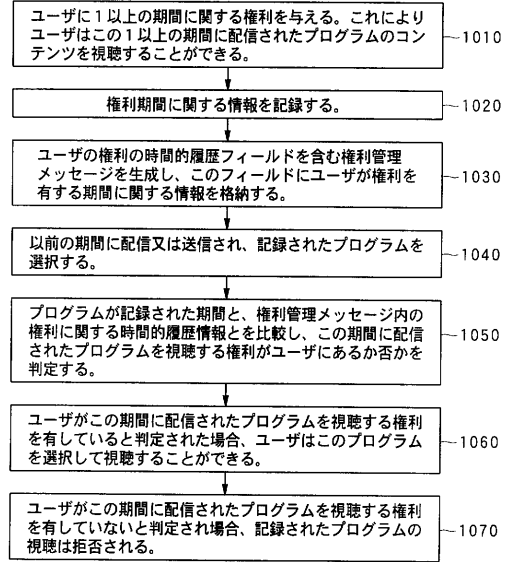 ユーザに1以上の期間に関する権利を与える。これにより
ユーザはこの1以上の期間に配信されたプログラムのコン
テンツを視聴することができる。
1010
権利期間に関する情報を記録する。
1020
ユーザの権利の時間的履歴フィールドを含む権利管理
メッセージを生成し、このフィールドにユーザが権利を
有する期間に関する情報を格納する。
1030
以前の期間に配信又は送信され、記録されたプログラムを
選択する。
1040
プログラムが記録された期間と、権利管理メッセージ内の
権利に関する時間的履歴情報とを比較し、この期間に配信
されたプログラムを視聴する権利がユーザにあるか否かを
判定する。
1050
ユーザがこの期間に配信されたプログラムを視聴する権利
を有していると判定された場合、ユーザはこのプログラム
を選択して視聴することができる。
1060
ユーザがこの期間に配信されたプログラムを視聴する権利
を有していないと判定され場合、記録されたプログラムの
視聴は拒否される。
1070